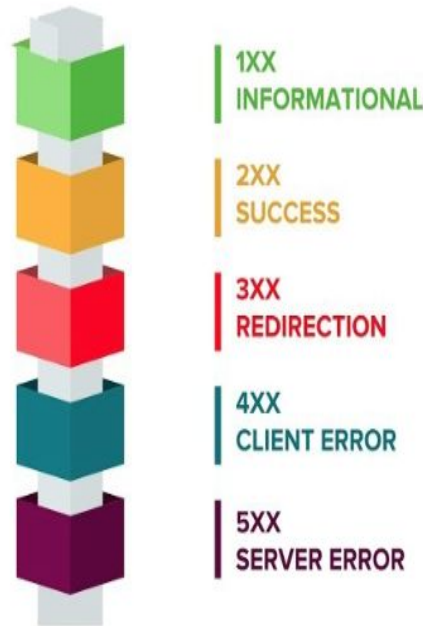 1XX
INFORMATIONAL
2XX
SUCCESS
3XX
REDIRECTION
4XX
CLIENT ERROR
5XX
SERVER ERROR